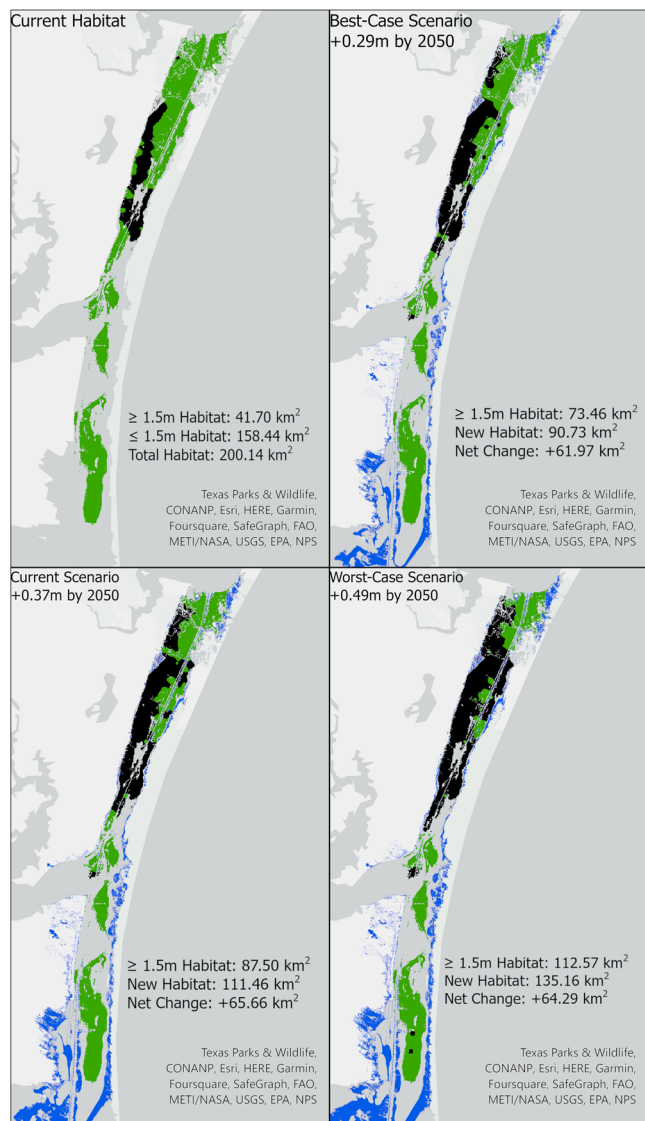 Current Habitat
≥ 1.5m Habitat: 41.70 km²
≤ 1.5m Habitat: 158.44 km²
Total Habitat: 200.14 km²
Texas Parks & Wildlife,
CONANP, Esri, HERE, Garmin,
Foursquare, SafeGraph, FAO,
METI/NASA, USGS, EPA, NPS
Best-Case Scenario
+0.29m by 2050
≥ 1.5m Habitat: 73.46 km²
New Habitat: 90.73 km²
Net Change: +61.97 km²
Texas Parks & Wildlife,
CONANP, Esri, HERE, Garmin,
Foursquare, SafeGraph, FAO,
METI/NASA, USGS, EPA, NPS
Current Scenario
+0.37m by 2050
≥ 1.5m Habitat: 87.50 km²
New Habitat: 111.46 km²
Net Change: +65.66 km²
Texas Parks & Wildlife,
CONANP, Esri, HERE, Garmin,
Foursquare, SafeGraph, FAO,
METI/NASA, USGS, EPA, NPS
Worst-Case Scenario
+0.49m by 2050
≥ 1.5m Habitat: 112.57 km²
New Habitat: 135.16 km²
Net Change: +64.29 km²
Texas Parks & Wildlife,
CONANP, Esri, HERE, Garmin,
Foursquare, SafeGraph, FAO,
METI/NASA, USGS, EPA, NPS